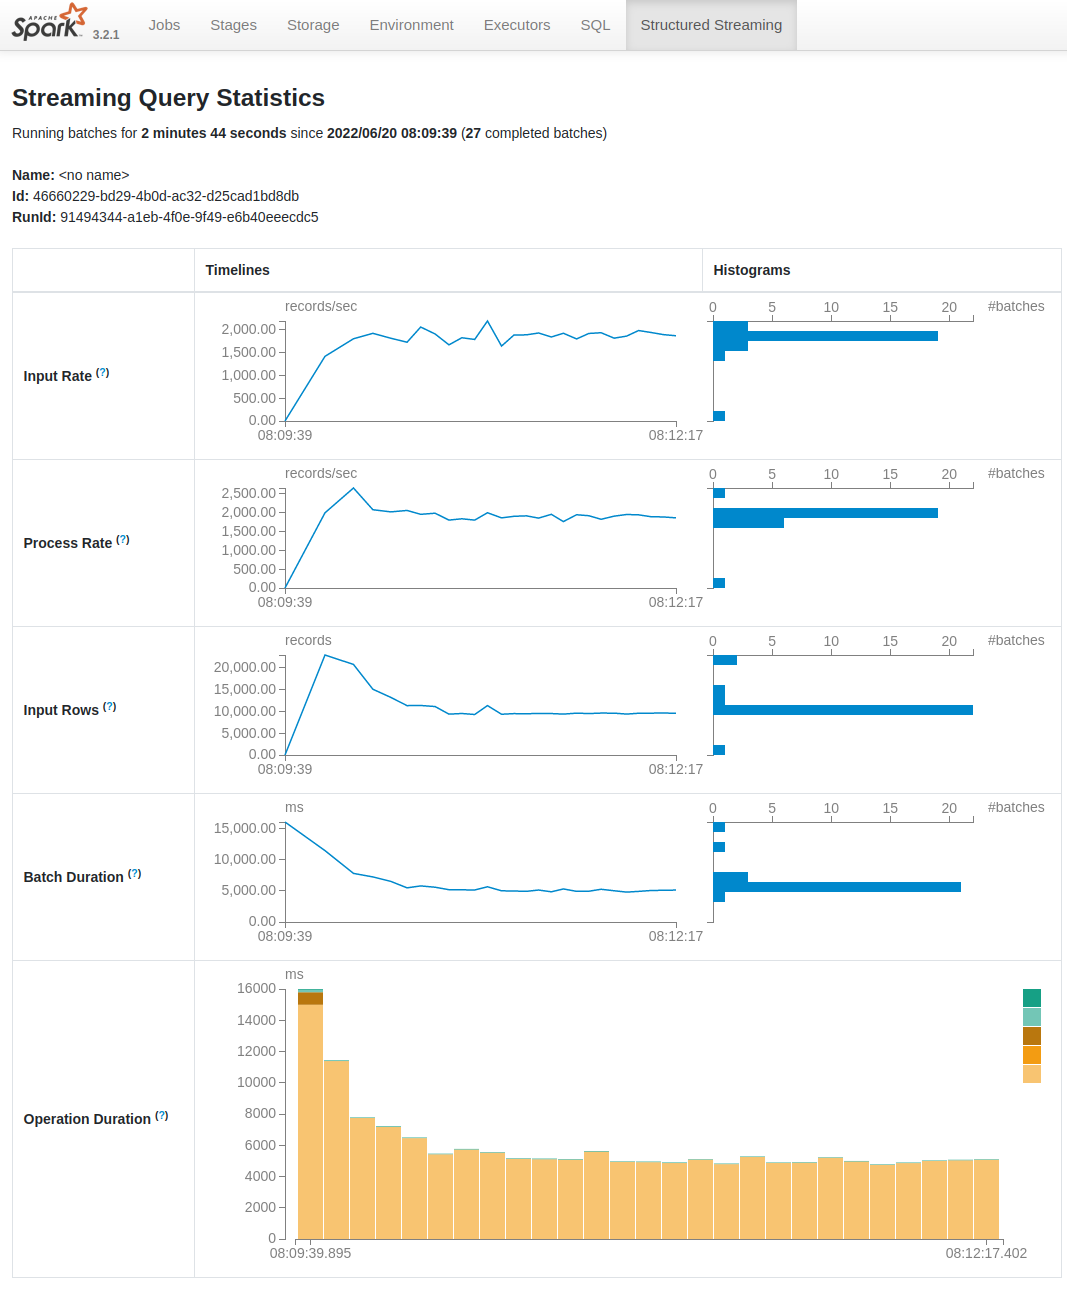 APACHE
Spark 3.2.1 Jobs Stages Storage Environment Executors SQL Structured Streaming
Streaming Query Statistics
Running batches for 2 minutes 44 seconds since 2022/06/20 08:09:39 (27 completed batches)
Name: <no name>
Id: 46660229-bd29-4b0d-ac32-d25cad1bd8db
RunId: 91494344-a1eb-4f0e-9f49-e6b40eeecdc5
Timelines Histograms
records/sec 0 5 10 15 20 #batches
2,000.00
1,500.00
Input Rate (?) 1,000.00
500.00
0.00
08:09:39 08:12:17
records/sec 0 5 10 15 20 #batches
2,500.00
2,000.00
1,500.00
Process Rate (?) 1,000.00
500.00
0.00
08:09:39 08:12:17
records 0 5 10 15 20 #batches
20,000.00
15,000.00
Input Rows (?) 10,000.00
5,000.00
0.00
08:09:39 08:12:17
ms 0 5 10 15 20 #batches
15,000.00
10,000.00
Batch Duration (?) 5,000.00
0.00
08:09:39 08:12:17
ms
16000
14000
12000
10000
8000
Operation Duration (?) 6000
4000
2000
0
08:09:39.895 08:12:17.402